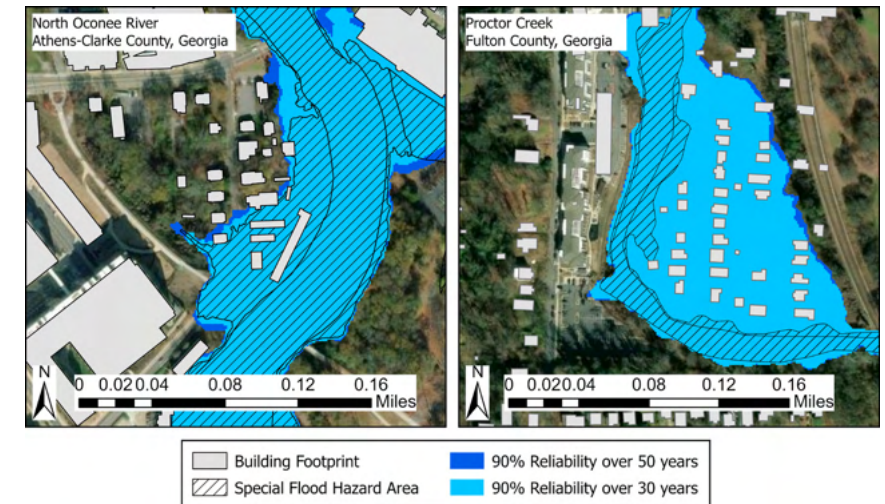 North Oconee River
Athens-Clarke County, Georgia
N
0 0.02 0.04 0.08 0.12 0.16
Miles
Proctor Creek
Fulton County, Georgia
N
0 0.02 0.04 0.08 0.12 0.16
Miles
Building Footprint
Special Flood Hazard Area
90% Reliability over 50 years
90% Reliability over 30 years